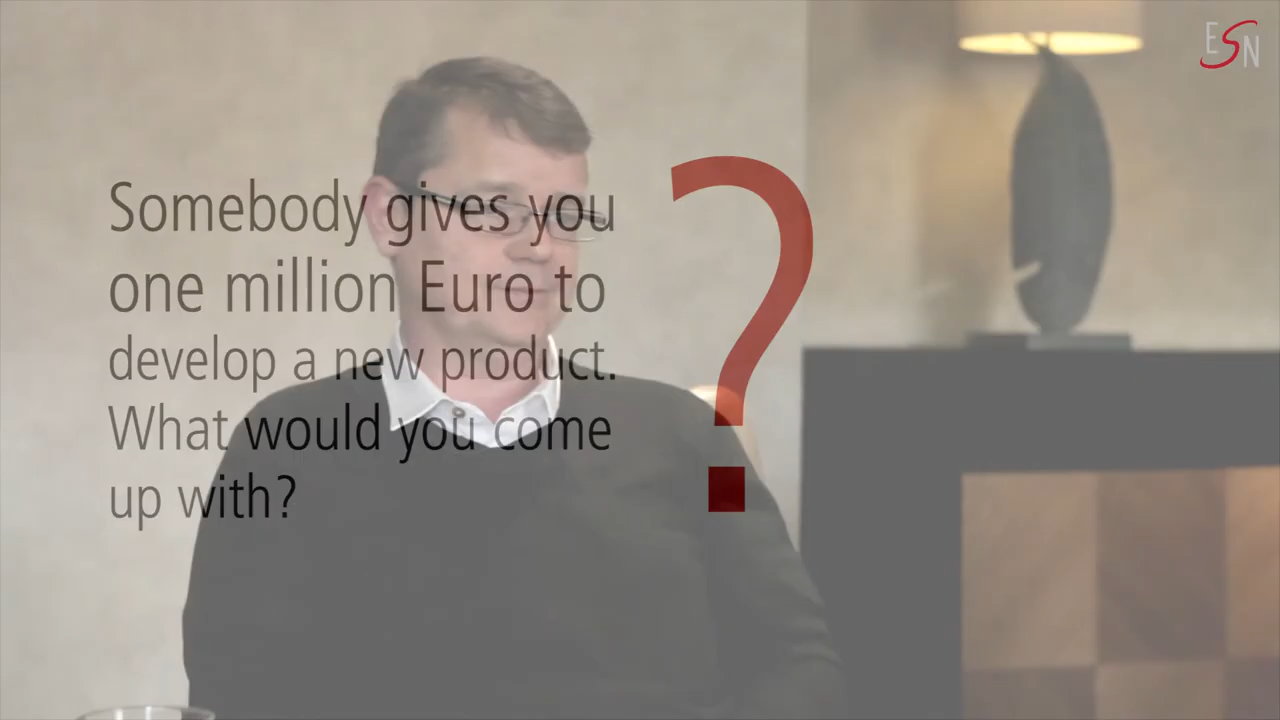 ESN
Somebody gives you
one million Euro to
develop a new product.
What would you come
up with?
?